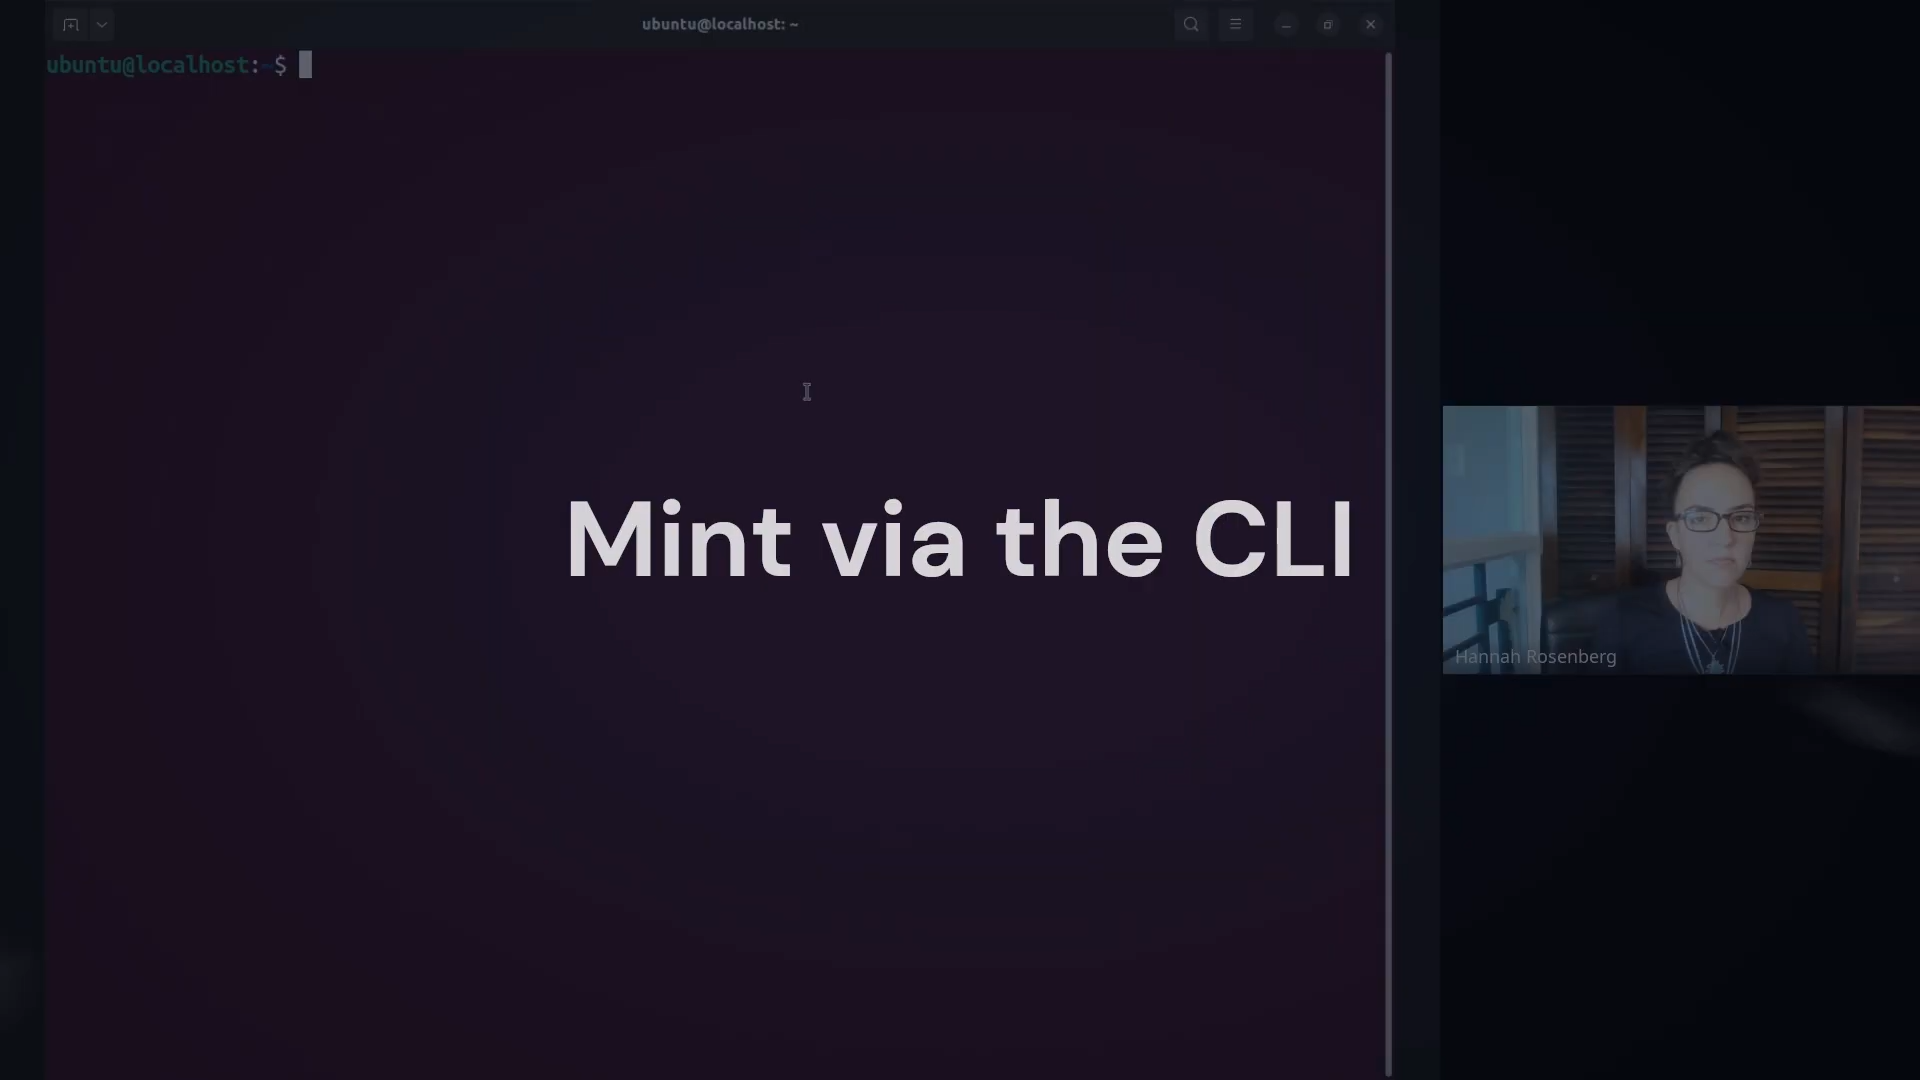 ubuntu@localhost: ~
ubuntu@localhost:~$
Mint via the CLI
Hannah Rosenberg